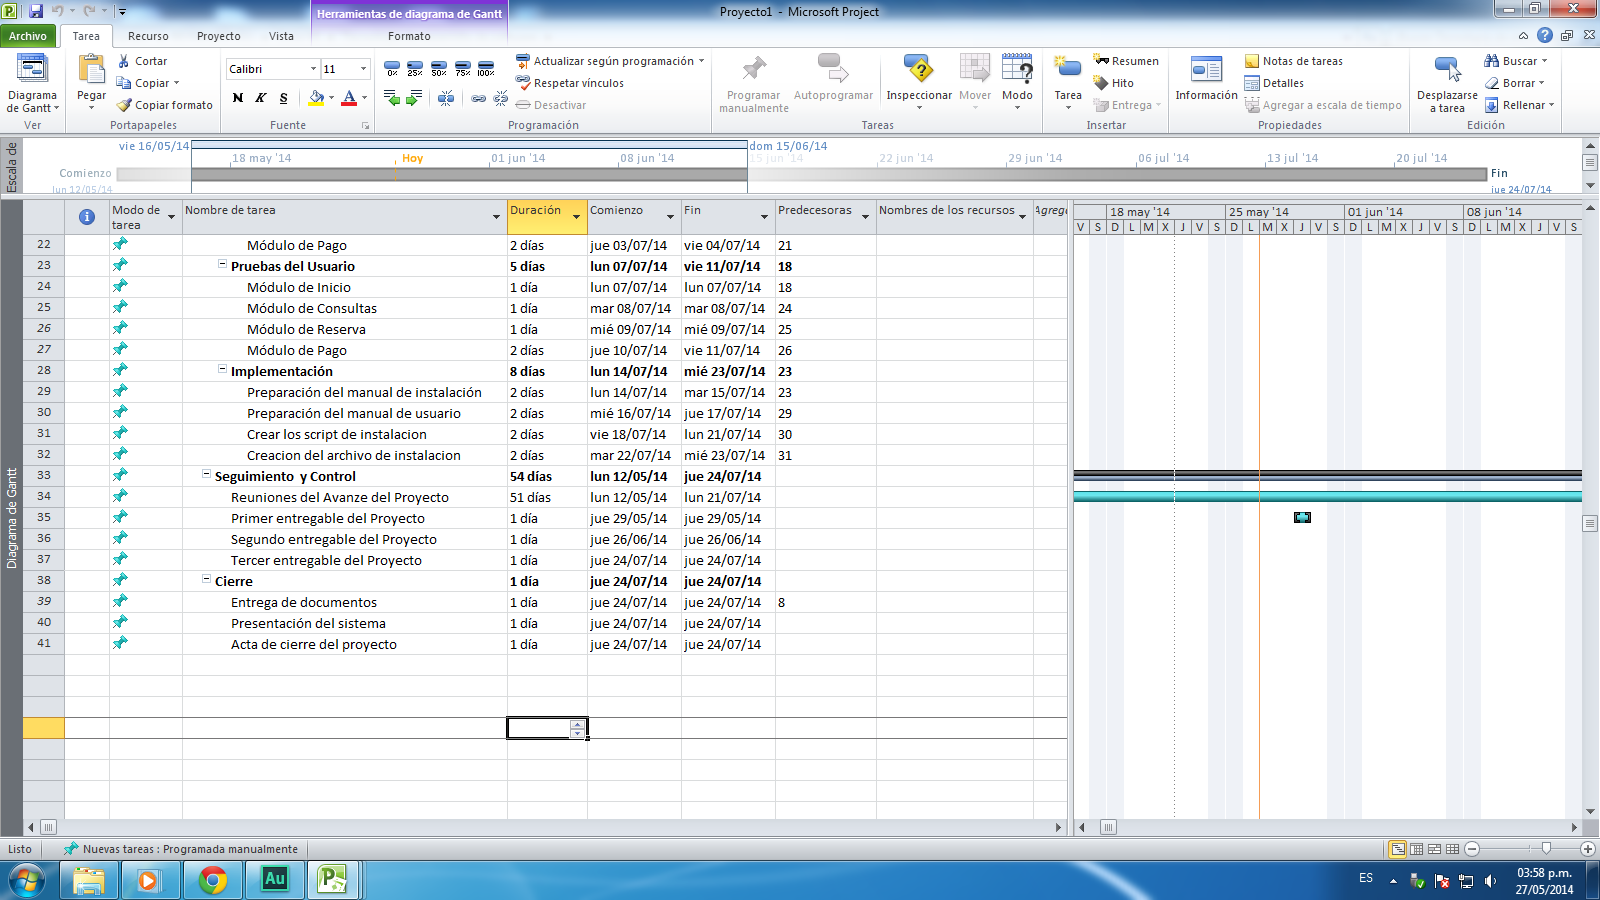 Herramientas de diagrama de Gantt
Proyecto1 - Microsoft Project
Archivo Tarea Recurso Proyecto Vista Formato
Diagrama de Gantt
Ver
Pegar
Cortar
Copiar
Copiar formato
Portapapeles
Calibri 11
N K S
Fuente
0% 25% 50% 75% 100%
Actualizar según programación
Respetar vínculos
Desactivar
Programación
Programar manualmente
Autoprogramar
Inspeccionar
Mover
Modo
Tareas
Tarea
Resumen
Hito
Entrega
Insertar
Información
Notas de tareas
Detalles
Agregar a escala de tiempo
Propiedades
Desplazarse a tarea
Buscar
Borrar
Rellenar
Edición
Escala de
vie 16/05/14 dom 15/06/14
18 may '14 Hoy 01 jun '14 08 jun '14 15 jun '14 22 jun '14 29 jun '14 06 jul '14 13 jul '14 20 jul '14
Comienzo
lun 12/05/14
Fin
jue 24/07/14
Diagrama de Gantt
Modo de tarea Nombre de tarea Duración Comienzo Fin Predecesoras Nombres de los recursos Agreg
22 Módulo de Pago 2 días jue 03/07/14 vie 04/07/14 21
23 Pruebas del Usuario 5 días lun 07/07/14 vie 11/07/14 18
24 Módulo de Inicio 1 día lun 07/07/14 lun 07/07/14 18
25 Módulo de Consultas 1 día mar 08/07/14 mar 08/07/14 24
26 Módulo de Reserva 1 día mié 09/07/14 mié 09/07/14 25
27 Módulo de Pago 2 días jue 10/07/14 vie 11/07/14 26
28 Implementación 8 días lun 14/07/14 mié 23/07/14 23
29 Preparación del manual de instalación 2 días lun 14/07/14 mar 15/07/14 23
30 Preparación del manual de usuario 2 días mié 16/07/14 jue 17/07/14 29
31 Crear los script de instalacion 2 días vie 18/07/14 lun 21/07/14 30
32 Creacion del archivo de instalacion 2 días mar 22/07/14 mié 23/07/14 31
33 Seguimiento y Control 54 días lun 12/05/14 jue 24/07/14
34 Reuniones del Avanze del Proyecto 51 días lun 12/05/14 lun 21/07/14
35 Primer entregable del Proyecto 1 día jue 29/05/14 jue 29/05/14
36 Segundo entregable del Proyecto 1 día jue 26/06/14 jue 26/06/14
37 Tercer entregable del Proyecto 1 día jue 24/07/14 jue 24/07/14
38 Cierre 1 día jue 24/07/14 jue 24/07/14
39 Entrega de documentos 1 día jue 24/07/14 jue 24/07/14 8
40 Presentación del sistema 1 día jue 24/07/14 jue 24/07/14
41 Acta de cierre del proyecto 1 día jue 24/07/14 jue 24/07/14
18 may '14 25 may '14 01 jun '14 08 jun '14
V S D L M X J V S D L M X J V S D L M X J V S D L M X J V S
Listo Nuevas tareas : Programada manualmente
Au
ES
03:58 p.m.
27/05/2014